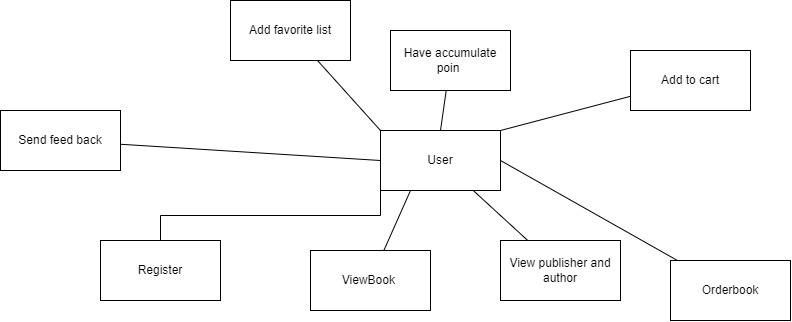 Add favorite list
Have accumulate
poin
Add to cart
Send feed back
User
Register
ViewBook
View publisher and
author
Orderbook